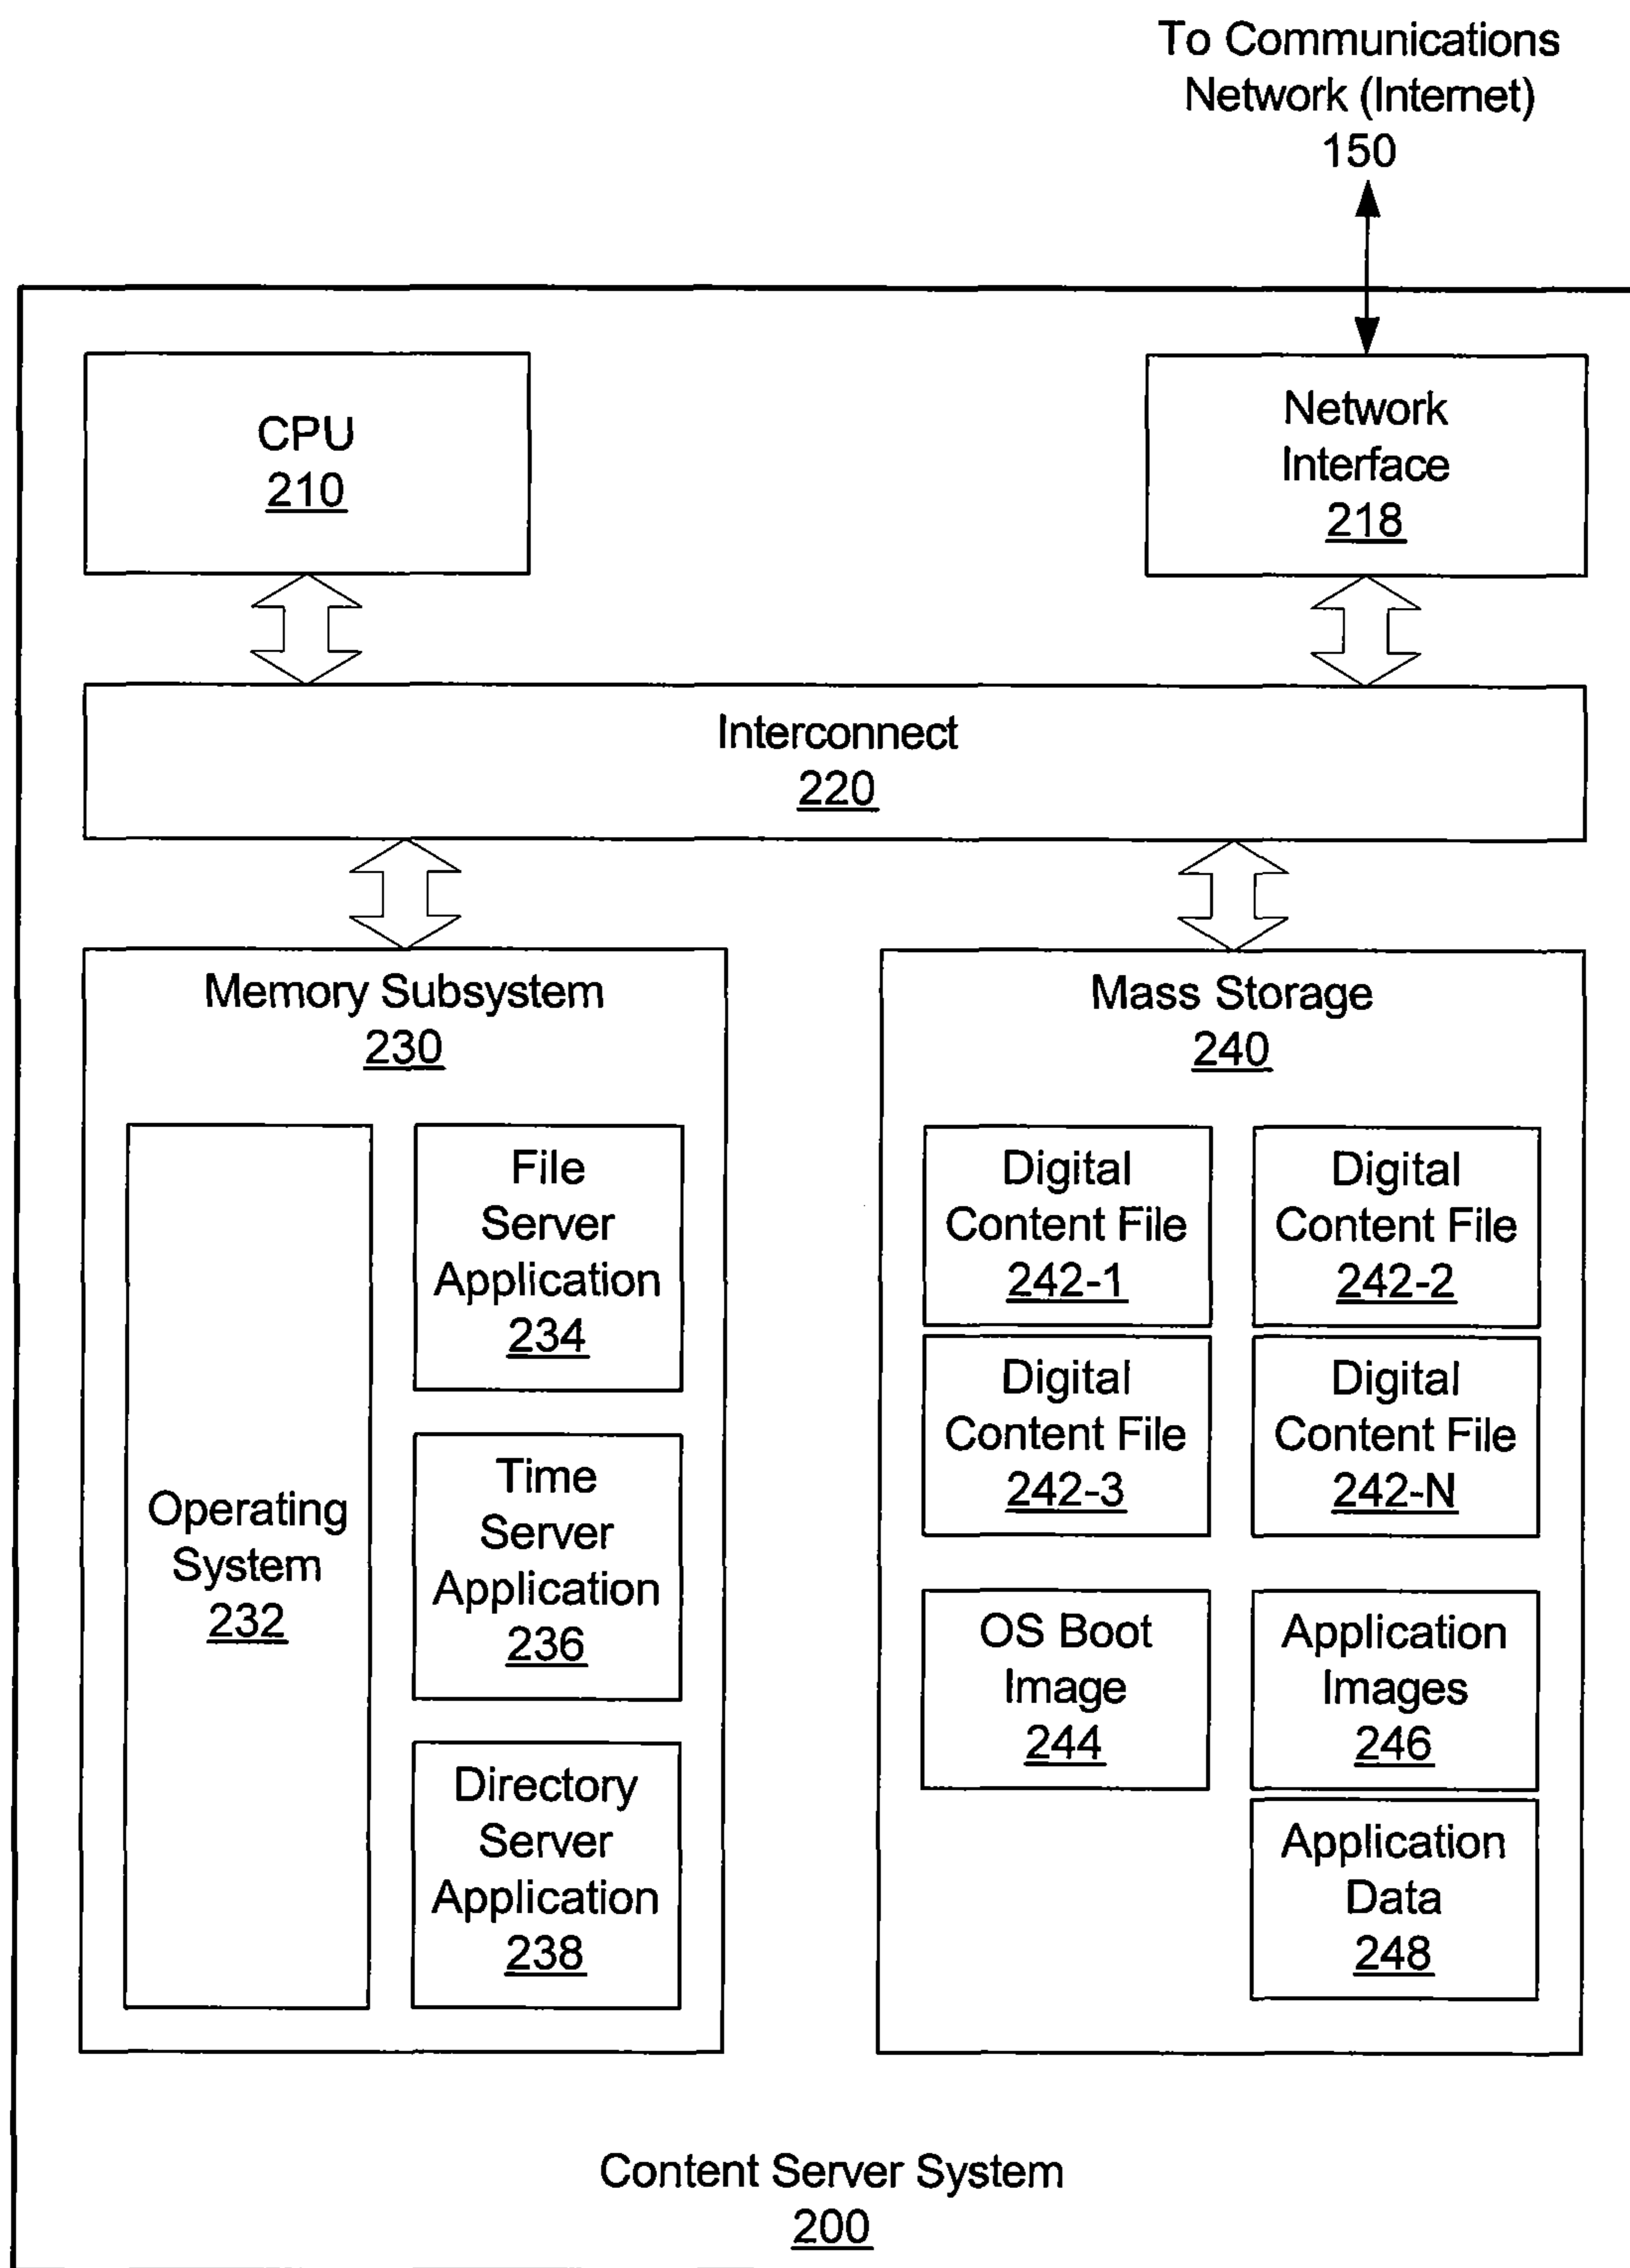 To Communications
Network (Internet)
150
CPU
210
Network
Interface
218
Interconnect
220
Memory Subsystem
230
Operating
System
232
File
Server
Application
234
Time
Server
Application
236
Directory
Server
Application
238
Mass Storage
240
Digital
Content File
242-1
Digital
Content File
242-2
Digital
Content File
242-3
Digital
Content File
242-N
OS Boot
Image
244
Application
Images
246
Application
Data
248
Content Server System
200